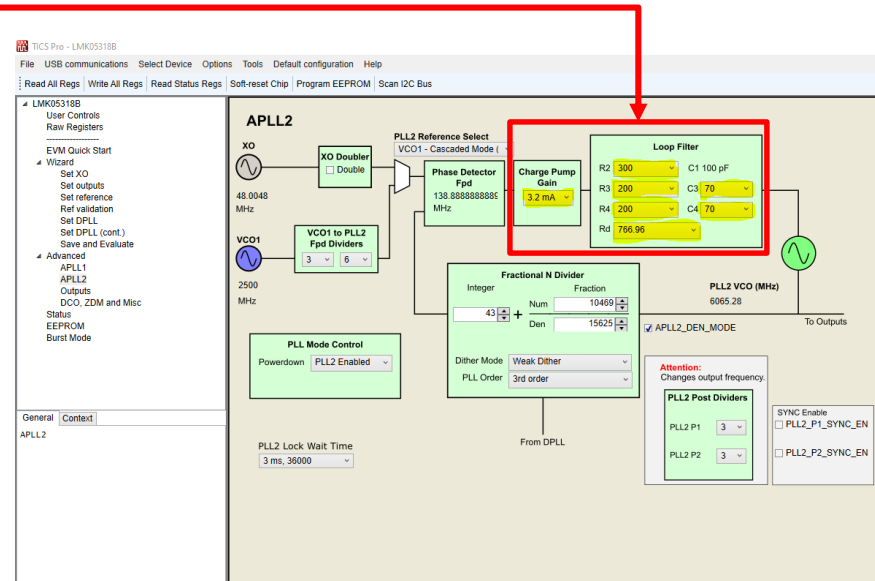 TICS Pro - LMK05318B
File USB communications Select Device Options Tools Default configuration Help
Read All Regs Write All Regs Read Status Regs Soft-reset Chip Program EEPROM Scan I2C Bus
LMK05318B
User Controls
Raw Registers
--------------------
EVM Quick Start
Wizard
Set XO
Set outputs
Set reference
Ref validation
Set DPLL
Set DPLL (cont.)
Save and Evaluate
Advanced
APLL1
APLL2
Outputs
DCO, ZDM and Misc
Status
EEPROM
Burst Mode
General Context
APLL2
APLL2
XO
48.0048
MHz
XO Doubler
Double
VCO1
2500
MHz
VCO1 to PLL2
Fpd Dividers
3 6
PLL2 Reference Select
VCO1 - Cascaded Mode (
Phase Detector
Fpd
138.888888889
MHz
Charge Pump
Gain
3.2 mA
Loop Filter
R2 300 C1 100 pF
R3 200 C3 70
R4 200 C4 70
Rd 766.96
Fractional N Divider
Integer Fraction
43 + Num 10469
Den 15625
APLL2_DEN_MODE
Dither Mode Weak Dither
PLL Order 3rd order
From DPLL
PLL2 VCO (MHz)
6065.28
To Outputs
PLL Mode Control
Powerdown PLL2 Enabled
PLL2 Lock Wait Time
3 ms, 36000
Attention:
Changes output frequency.
PLL2 Post Dividers
PLL2 P1 3
PLL2 P2 3
SYNC Enable
PLL2_P1_SYNC_EN
PLL2_P2_SYNC_EN